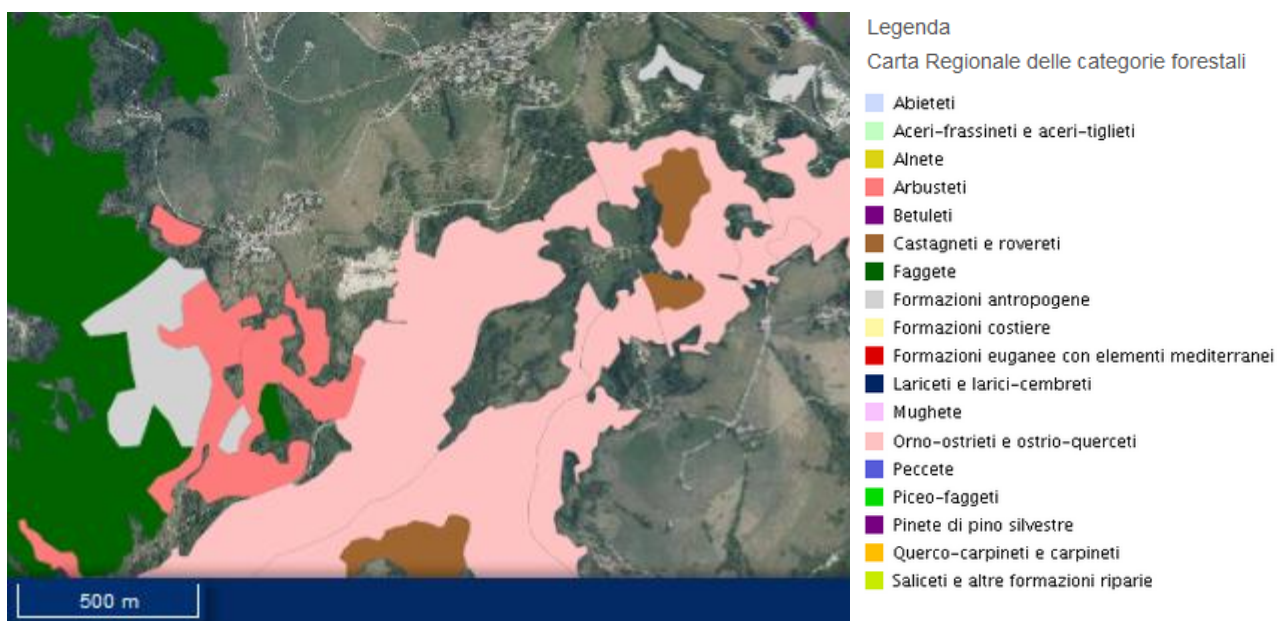 Legenda
Carta Regionale delle categorie forestali
Abieteti
Aceri-frassineti e aceri-tiglieti
Alnete
Arbusteti
Betuleti
Castagneti e rovereti
Faggete
Formazioni antropogene
Formazioni costiere
Formazioni euganee con elementi mediterranei
Lariceti e larici-cembreti
Mughete
Orno-ostrieti e ostrio-querceti
Peccete
Piceo-faggeti
Pinete di pino silvestre
Querco-carpineti e carpineti
Saliceti e altre formazioni riparie
500 m